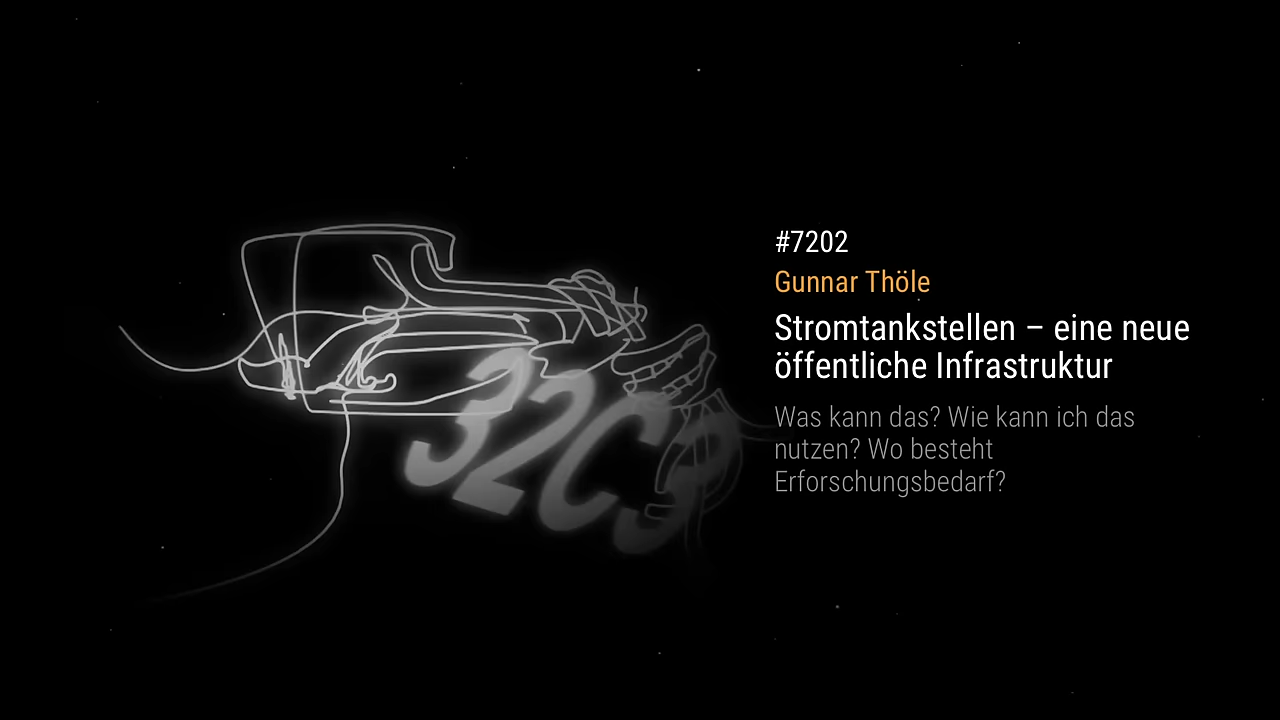 #7202
Gunnar Thöle
Stromtankstellen – eine neue
öffentliche Infrastruktur
Was kann das? Wie kann ich das
nutzen? Wo besteht
Erforschungsbedarf?
32C3